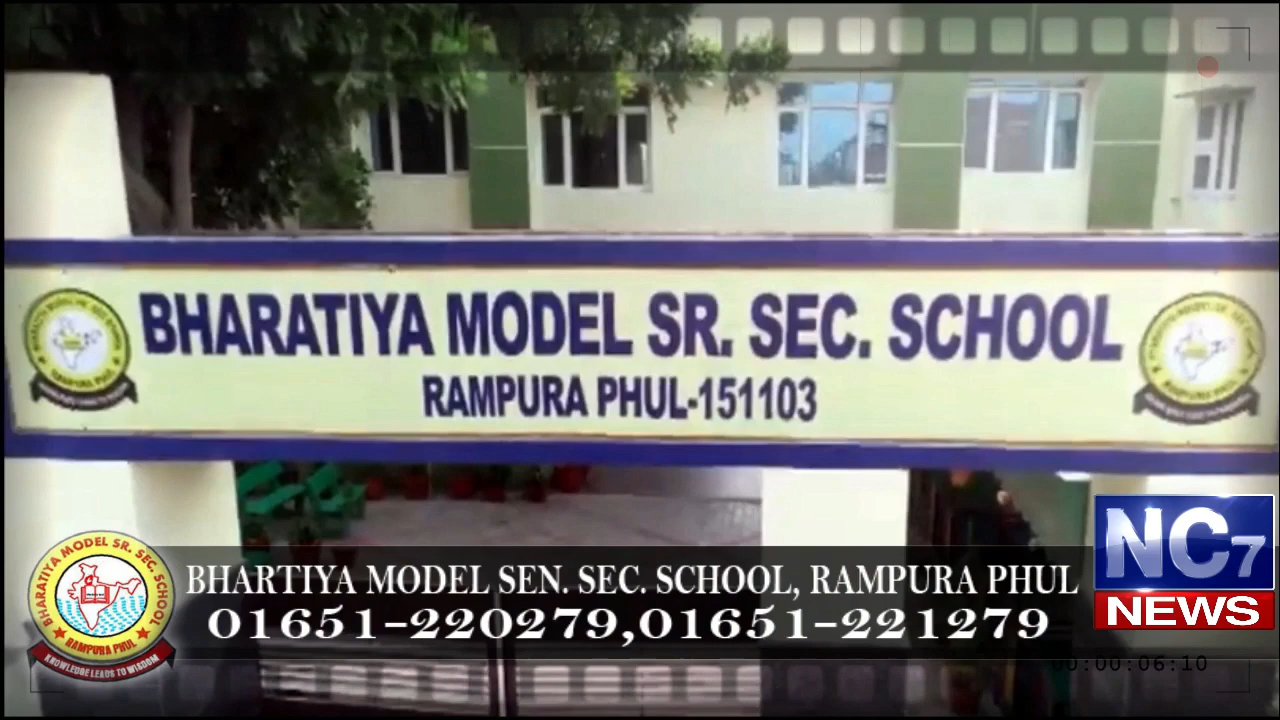 BHARATIYA MODEL SR. SEC. SCHOOL
RAMPURA PHUL-151103
BHARATIYA MODEL SR. SEC. SCHOOL
RAMPURA PHUL
KNOWLEDGE LEADS TO WISDOM
BHARTIYA MODEL SEN. SEC. SCHOOL, RAMPURA PHUL
01651-220279,01651-221279
NC7
NEWS
00:00:06:10